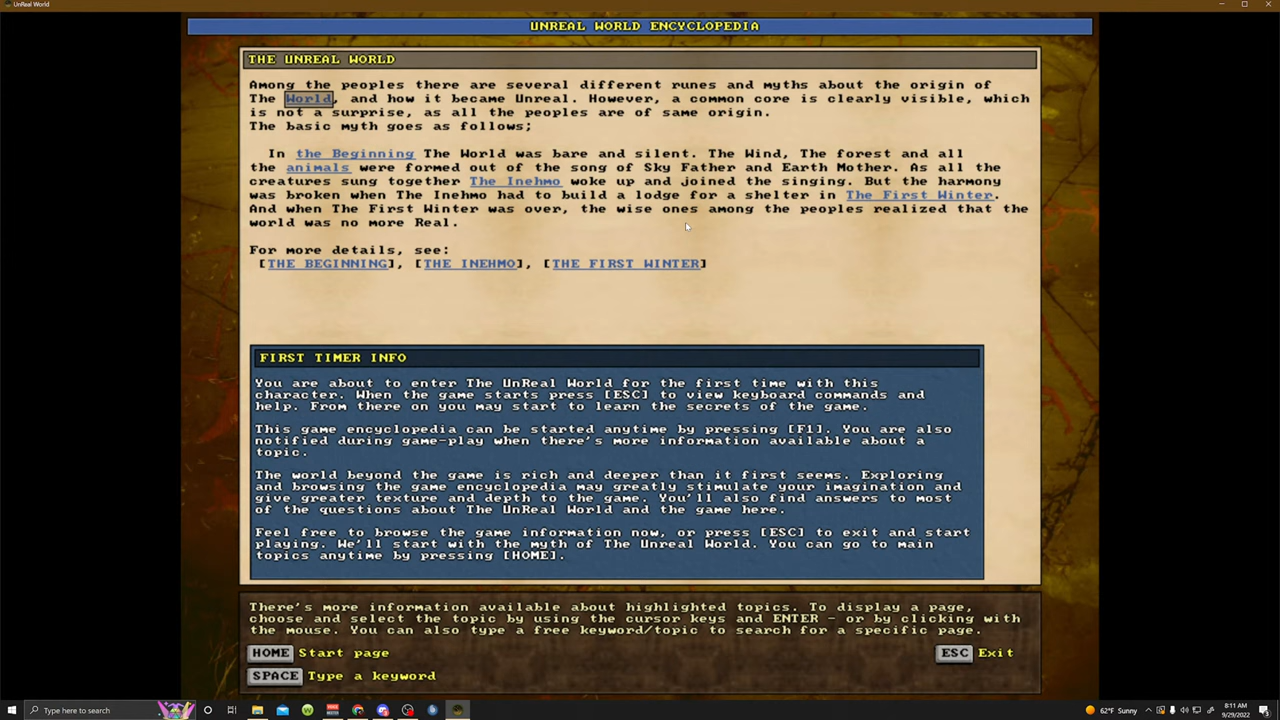 UnReal World
UNREAL WORLD ENCYCLOPEDIA
THE UNREAL WORLD
Among the peoples there are several different runes and myths about the origin of
The World, and how it became Unreal. However, a common core is clearly visible, which
is not a surprise, as all the peoples are of same origin.
The basic myth goes as follows;
In the Beginning The World was bare and silent. The Wind, The forest and all
the animals were formed out of the song of Sky Father and Earth Mother. As all the
creatures sung together The Inehmo woke up and joined the singing. But the harmony
was broken when The Inehmo had to build a lodge for a shelter in The First Winter.
And when The First Winter was over, the wise ones among the peoples realized that the
world was no more Real.
For more details, see:
[THE BEGINNING], [THE INEHMO], [THE FIRST WINTER]
FIRST TIMER INFO
You are about to enter The UnReal World for the first time with this
character. When the game starts press [ESC] to view keyboard commands and
help. From there on you may start to learn the secrets of the game.
This game encyclopedia can be started anytime by pressing [F1]. You are also
notified during game-play when there's more information available about a
topic.
The world beyond the game is rich and deeper than it first seems. Exploring
and browsing the game encyclopedia may greatly stimulate your imagination and
give greater texture and depth to the game. You'll also find answers to most
of the questions about The UnReal World and the game here.
Feel free to browse the game information now, or press [ESC] to exit and start
playing. We'll start with the myth of The Unreal World. You can go to main
topics anytime by pressing [HOME].
There's more information available about highlighted topics. To display a page,
choose and select the topic by using the cursor keys and ENTER - or by clicking with
the mouse. You can also type a free keyword/topic to search for a specific page.
HOME Start page
ESC Exit
SPACE Type a keyword
Type here to search
62°F Sunny
8:11 AM
9/29/2022